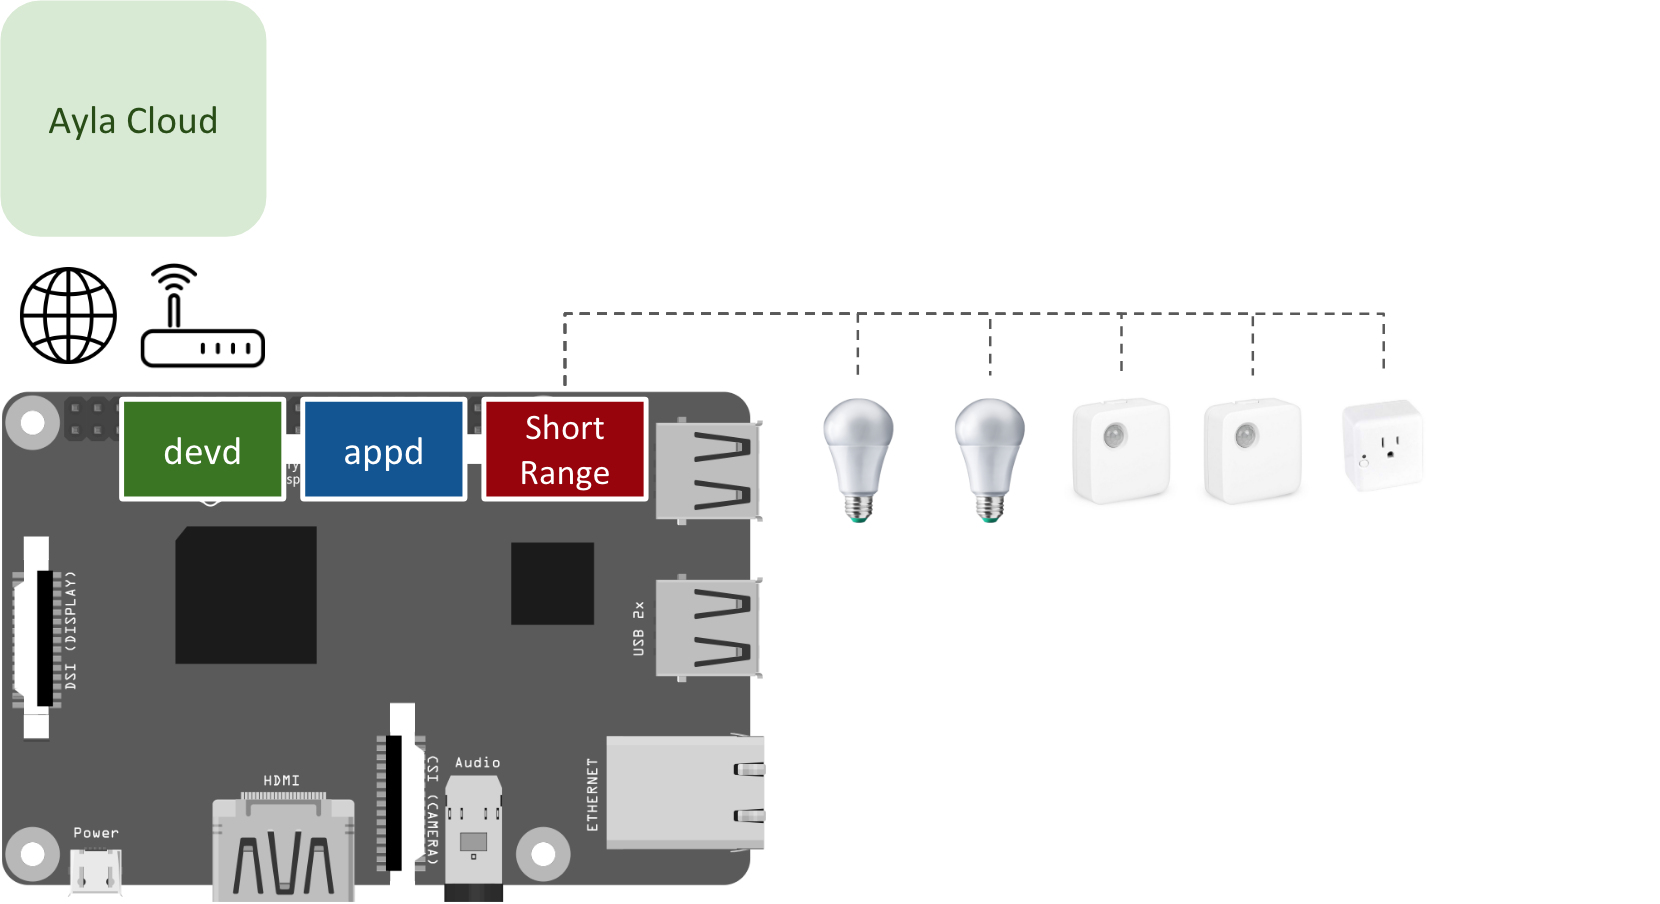 Ayla Cloud
devd
appd
Short
Range
DSI (DISPLAY)
USB 2x
HDMI
CSI (CAMERA)
Audio
ETHERNET
Power